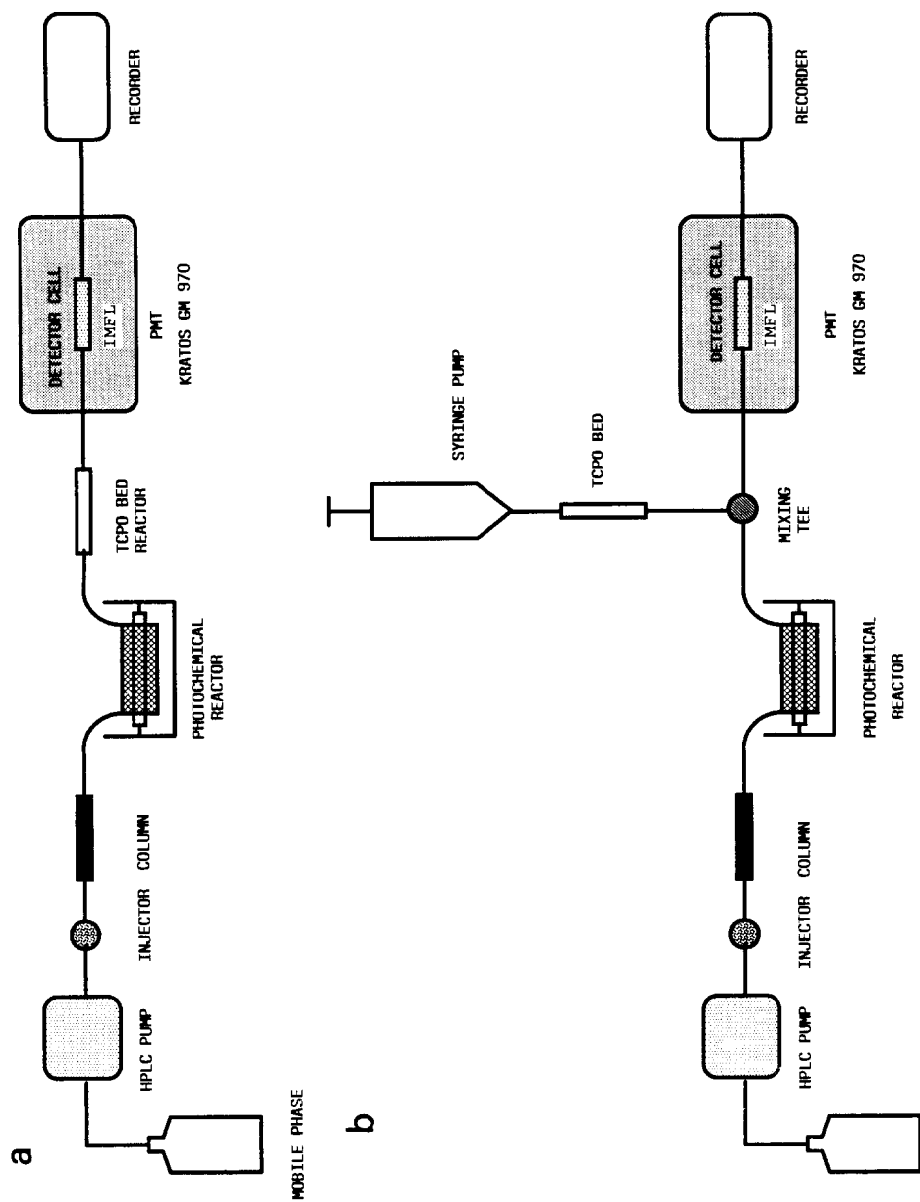 a
MOBILE PHASE
HPLC PUMP
INJECTOR
COLUMN
PHOTOCHEMICAL
REACTOR
TCPO BED
REACTOR
DETECTOR CELL
IMFL
PMT
KRATOS GM 970
RECORDER
b
HPLC PUMP
INJECTOR
COLUMN
PHOTOCHEMICAL
REACTOR
SYRINGE PUMP
TCPO BED
MIXING
TEE
DETECTOR CELL
IMFL
PMT
KRATOS GM 970
RECORDER